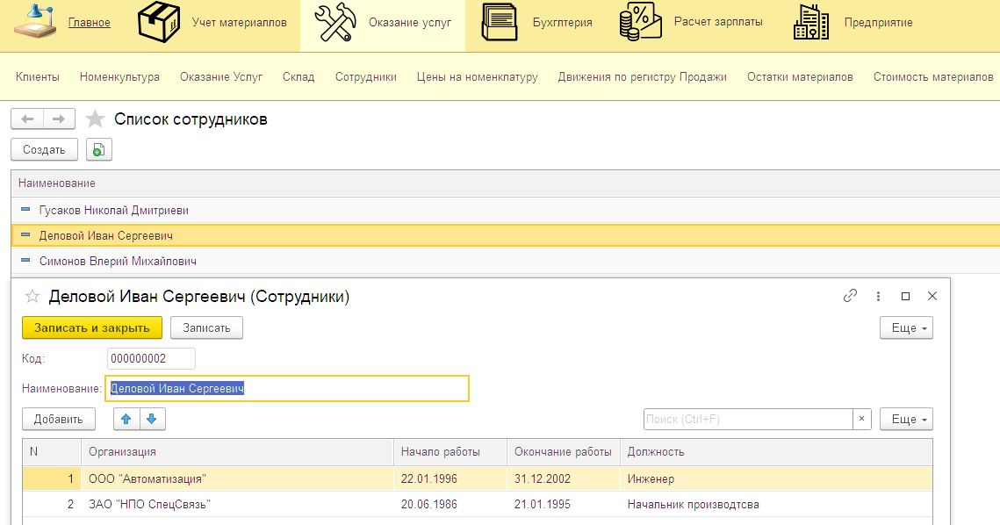 Главное Учет материалов Оказание услуг Бухглтерия Расчет зарплаты Предприятие
Клиенты Номенкультура Оказание Услуг Склад Сотрудники Цены на номенклатуру Движения по регистру Продажи Остатки материалов Стоимость материалов
Список сотрудников
Создать
Наименование
Гусаков Николай Дмитриеви
Деловой Иван Сергеевич
Симонов Влерий Михайлович
Деловой Иван Сергеевич (Сотрудники)
Записать и закрыть Записать Еще
Код: 000000002
Наименование: Деловой Иван Сергеевич
Добавить Поиск (Ctrl+F) × Еще
N Организация Начало работы Окончание работы Должность
1 ООО "Автоматизация" 22.01.1996 31.12.2002 Инженер
2 ЗАО "НПО СпецСвязь" 20.06.1986 21.01.1995 Начальник производтсва